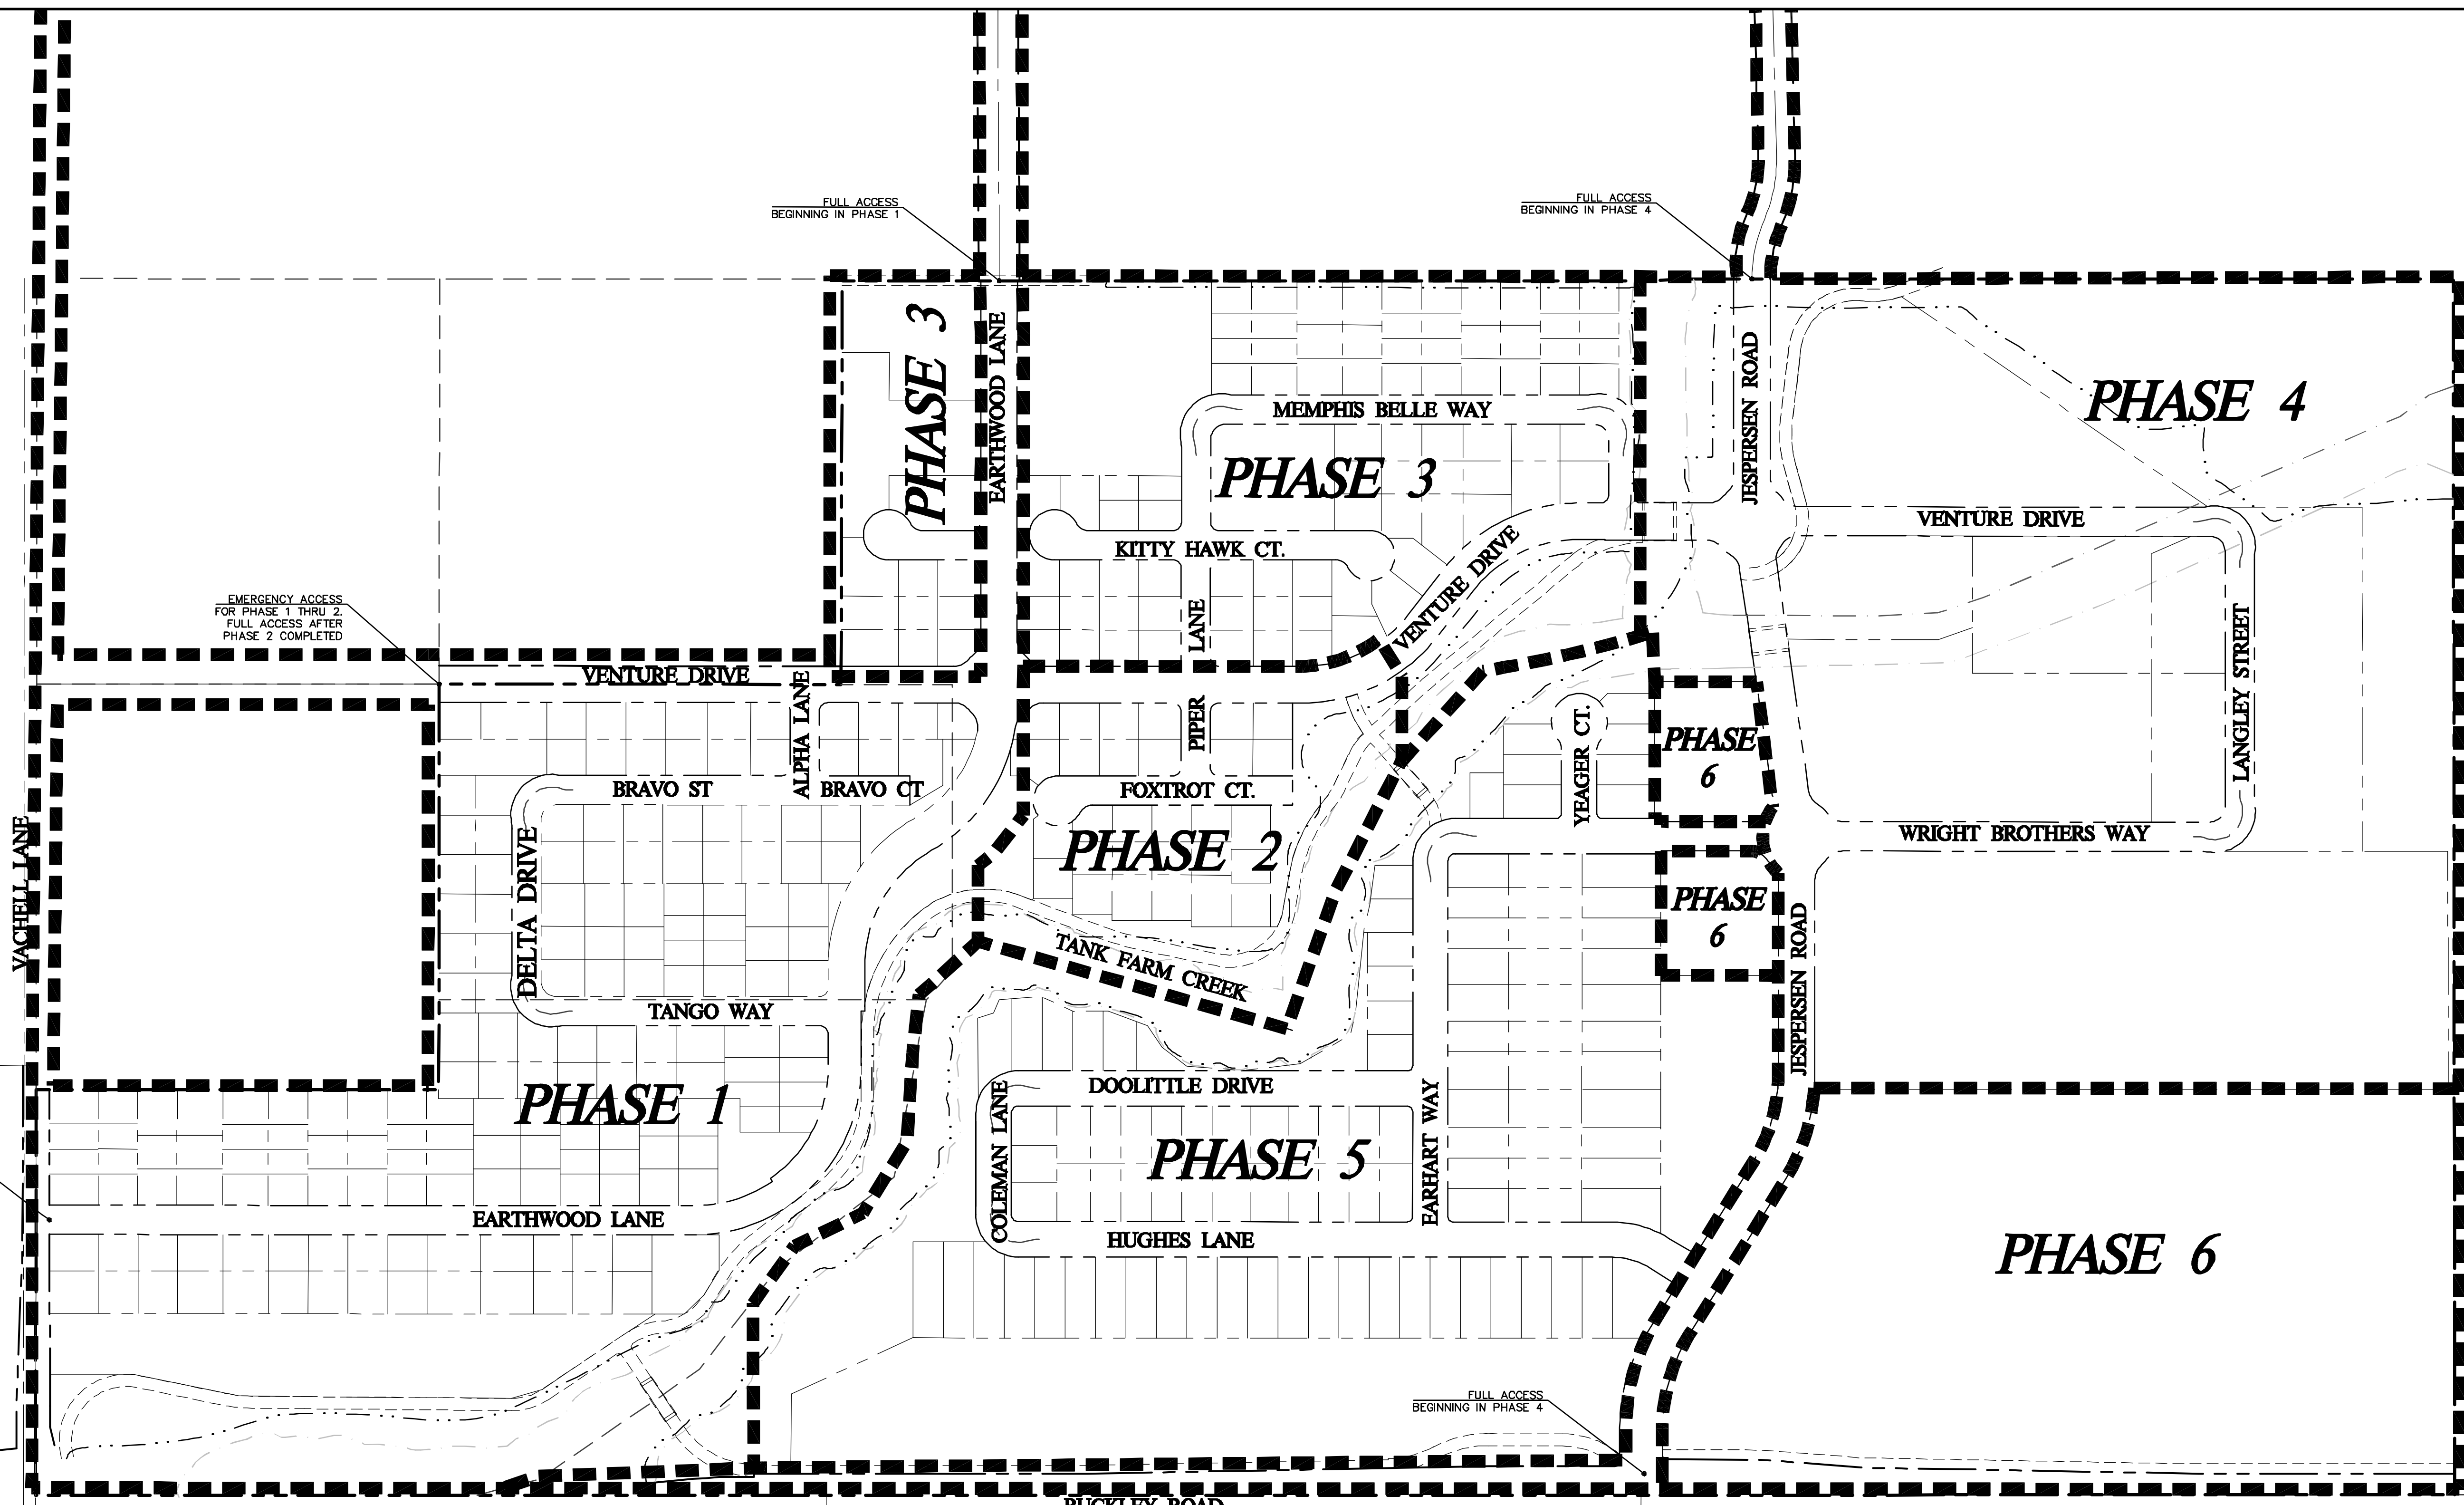 FULL ACCESS
BEGINNING IN PHASE 1
FULL ACCESS
BEGINNING IN PHASE 4
PHASE 3
EARTHWOOD LANE
JESPERSEN ROAD
PHASE 4
MEMPHIS BELLE WAY
PHASE 3
VENTURE DRIVE
KITTY HAWK CT.
VENTURE DRIVE
EMERGENCY ACCESS
FOR PHASE 1 THRU 2.
FULL ACCESS AFTER
PHASE 2 COMPLETED
LANE
PIPER
LANGLEY STREET
VENTURE DRIVE
ALPHA LANE
YEAGER CT.
PHASE
6
BRAVO ST
BRAVO CT
FOXTROT CT.
VACHELL LANE
DELTA DRIVE
PHASE 2
WRIGHT BROTHERS WAY
PHASE
6
TANK FARM CREEK
JESPERSEN ROAD
TANGO WAY
PHASE 1
COLEMAN LANE
DOOLITTLE DRIVE
EARHART WAY
PHASE 5
EARTHWOOD LANE
HUGHES LANE
PHASE 6
FULL ACCESS
BEGINNING IN PHASE 4
BUCKLEY ROAD